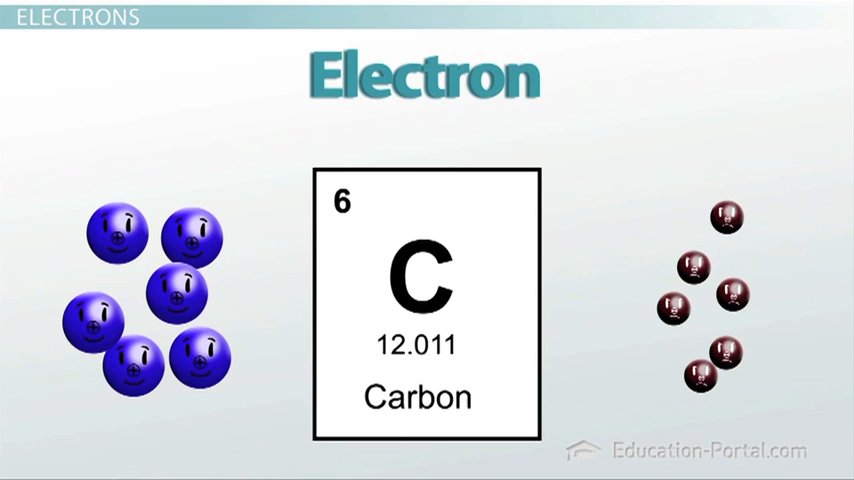 ELECTRONS
Electron
6
C
12.011
Carbon
Education-Portal.com